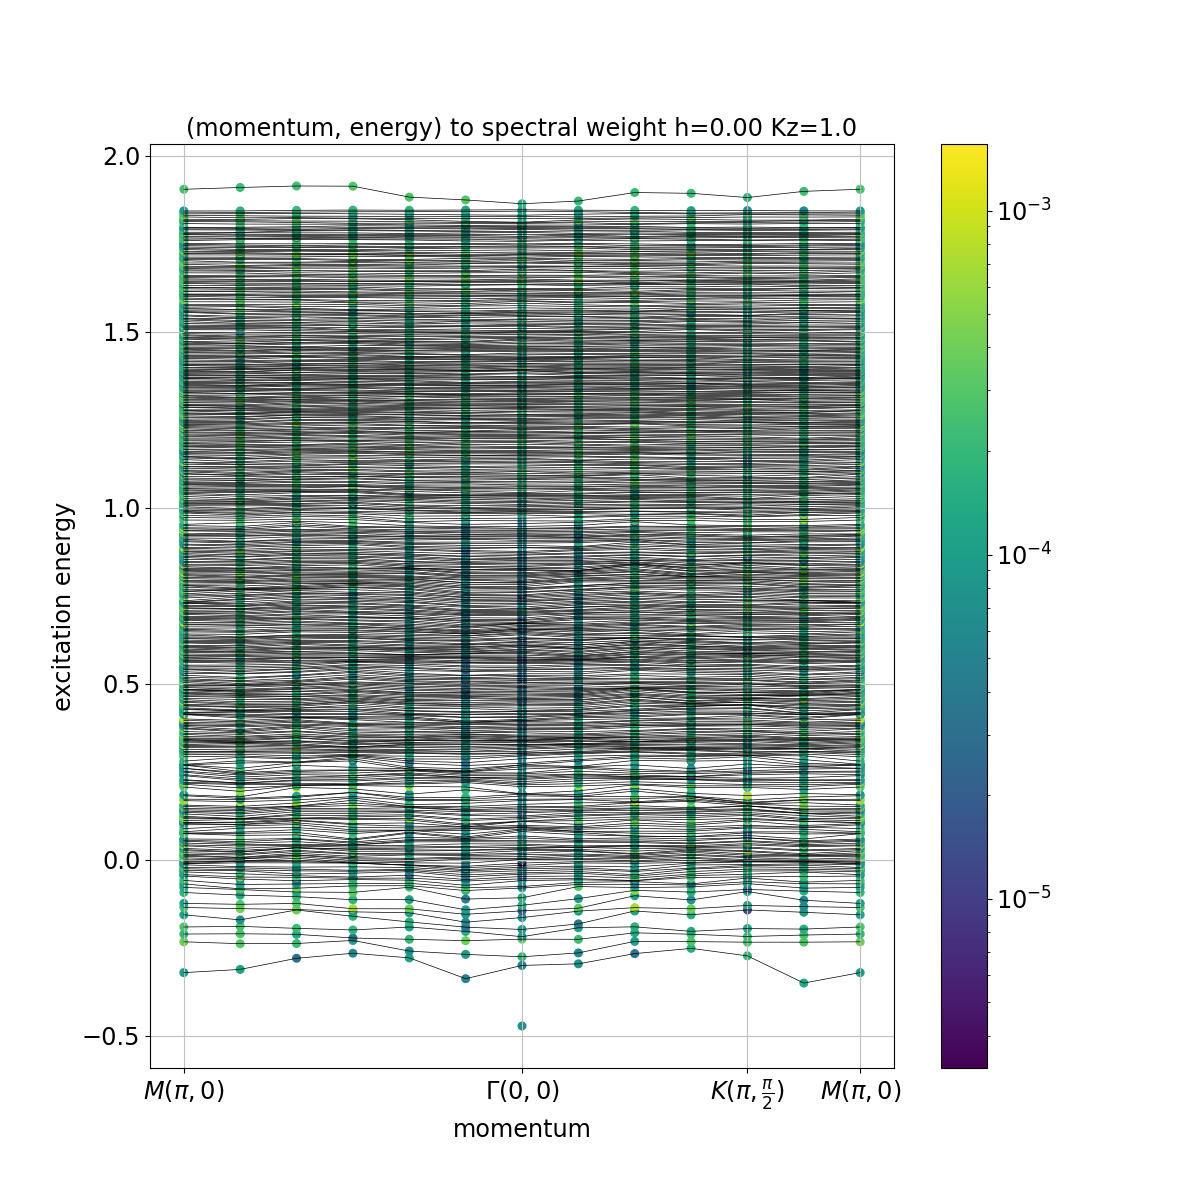 (momentum, energy) to spectral weight h=0.00 Kz=1.0
2.0
1.5
1.0
0.5
0.0
−0.5
excitation energy
M(π, 0)
Γ(0, 0)
K(π, π/2)
M(π, 0)
momentum
10⁻³
10⁻⁴
10⁻⁵